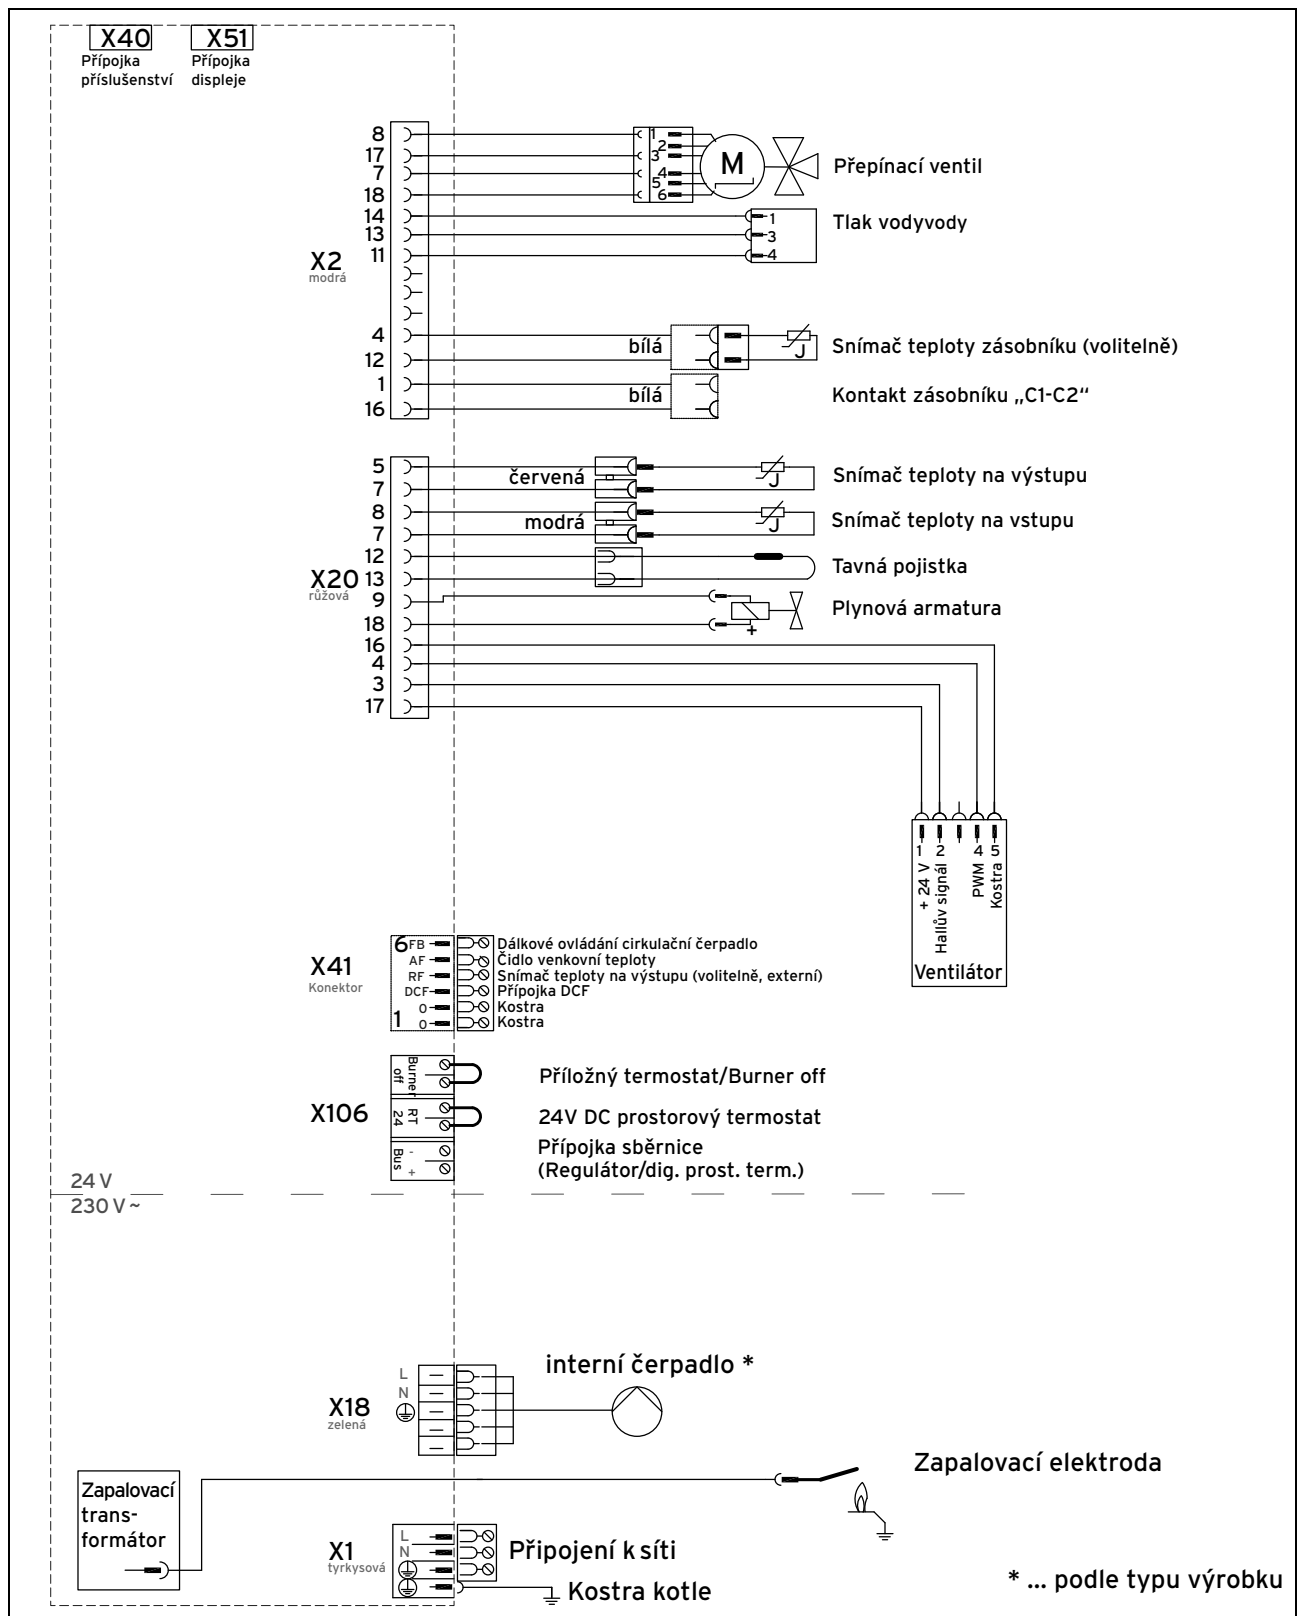 X40 X51
Přípojka Přípojka
příslušenství displeje
8
17
7
18
14
13
11
4
12
1
16
X2
modrá
1
2
3
4
5
6
M
Přepínací ventil
1
3
4
Tlak vodyvody
bílá
J
Snímač teploty zásobníku (volitelně)
bílá
Kontakt zásobníku „C1-C2“
5
7
8
7
12
13
9
18
16
4
3
17
X20
růžová
červená
J
Snímač teploty na výstupu
modrá
J
Snímač teploty na vstupu
Tavná pojistka
+
Plynová armatura
1 2 4 5
+ 24 V
Hallův signál
PWM
Kostra
Ventilátor
X41
Konektor
6 FB Dálkové ovládání cirkulační čerpadlo
AF Čidlo venkovní teploty
RF Snímač teploty na výstupu (volitelně, externí)
DCF Přípojka DCF
0 Kostra
1 0 Kostra
X106
Burner
off
Příložný termostat/Burner off
RT
24
24V DC prostorový termostat
Bus
-
+
Přípojka sběrnice
(Regulátor/dig. prost. term.)
24 V
230 V ~
interní čerpadlo *
L
N
X18
zelená
Zapalovací elektroda
Zapalovací
trans-
formátor
L
N
X1
tyrkysová
Připojení k síti
Kostra kotle
* ... podle typu výrobku